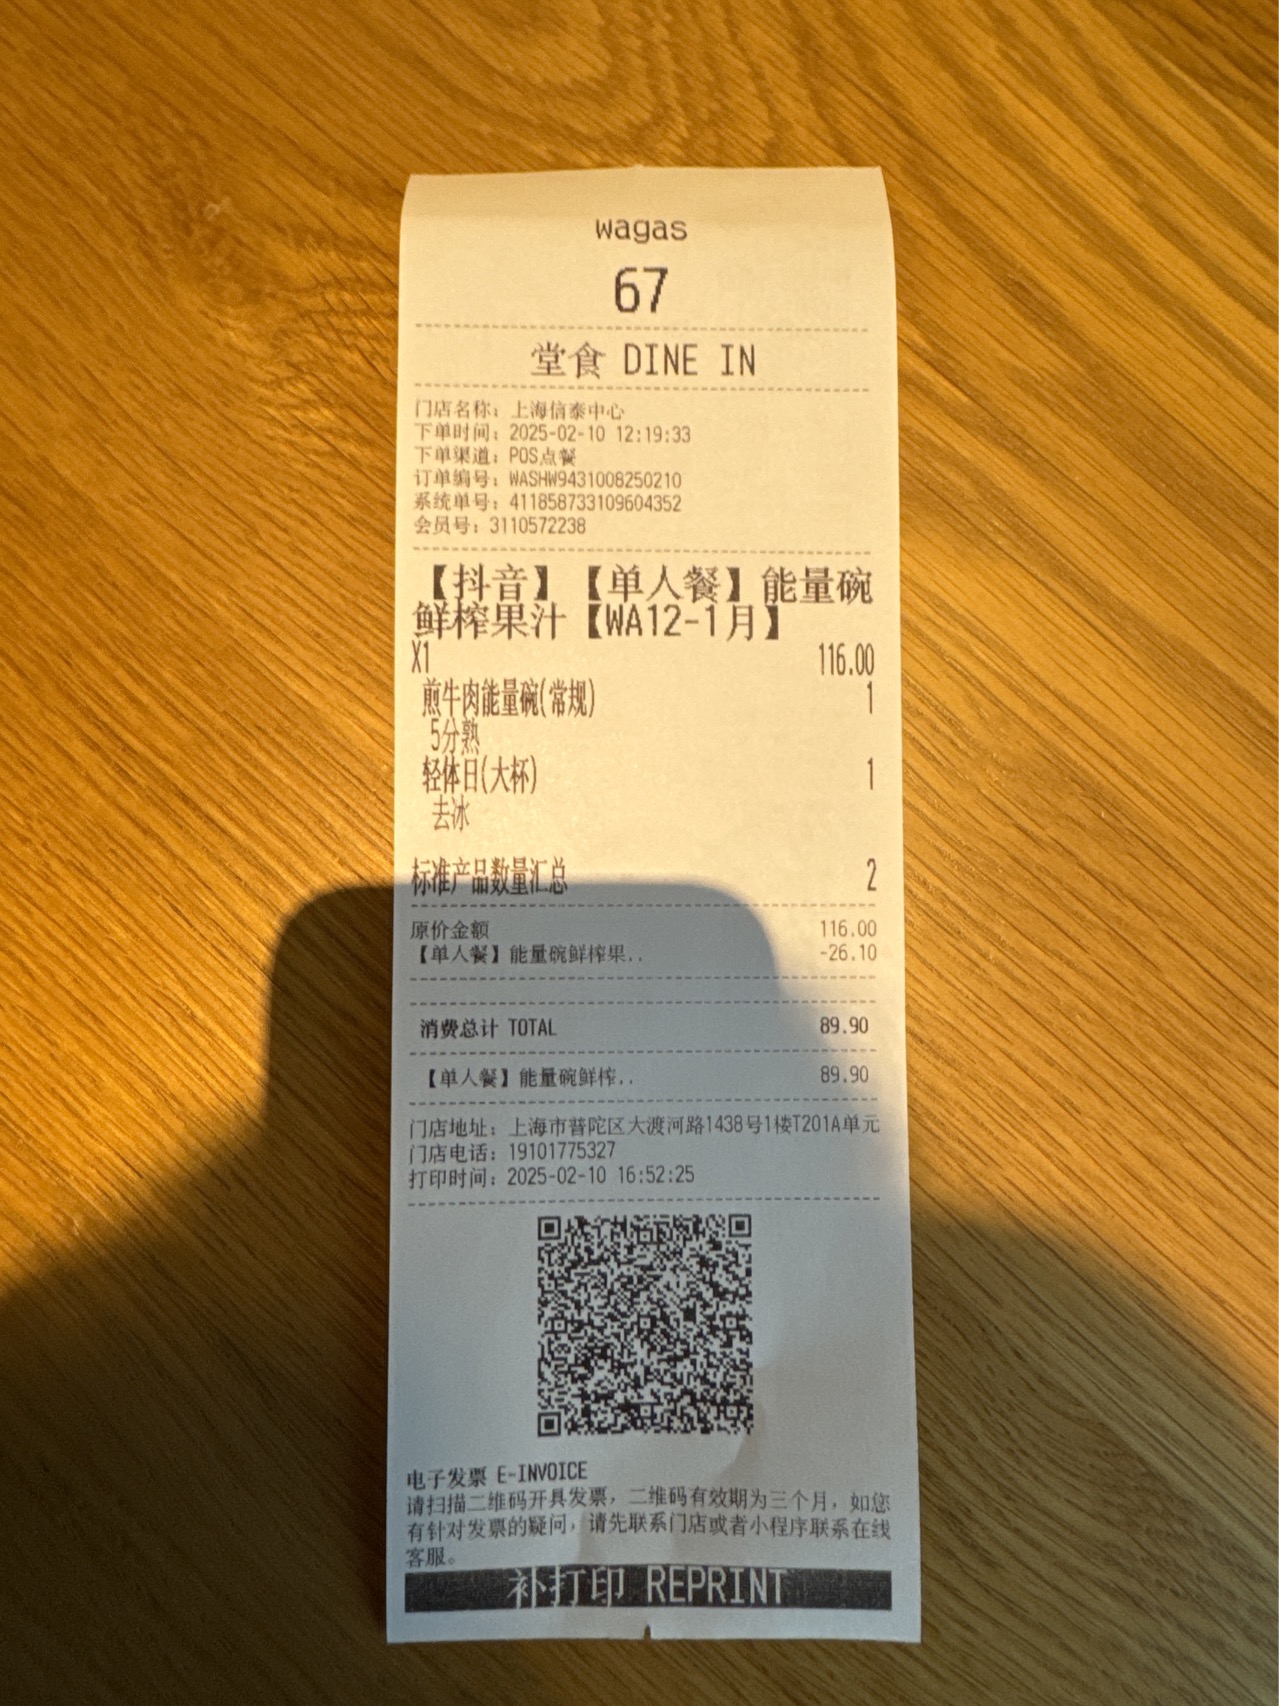 wagas
67
堂食 DINE IN
门店名称：上海信泰中心
下单时间：2025-02-10 12:19:33
下单渠道：POS点餐
订单编号：WASHW9431008250210
系统单号：411858733109604352
会员号：3110572238
【抖音】【单人餐】能量碗
鲜榨果汁【WA12-1月】
X1 116.00
煎牛肉能量碗(常规) 1
5分熟
轻体日(大杯) 1
去冰
标准产品数量汇总 2
原价金额 116.00
【单人餐】能量碗鲜榨果.. -26.10
消费总计 TOTAL 89.90
【单人餐】能量碗鲜榨.. 89.90
门店地址：上海市普陀区大渡河路1438号1楼T201A单元
门店电话：19101775327
打印时间：2025-02-10 16:52:25
电子发票 E-INVOICE
请扫描二维码开具发票，二维码有效期为三个月，如您
有针对发票的疑问，请先联系门店或者小程序联系在线
客服。
补打印 REPRINT